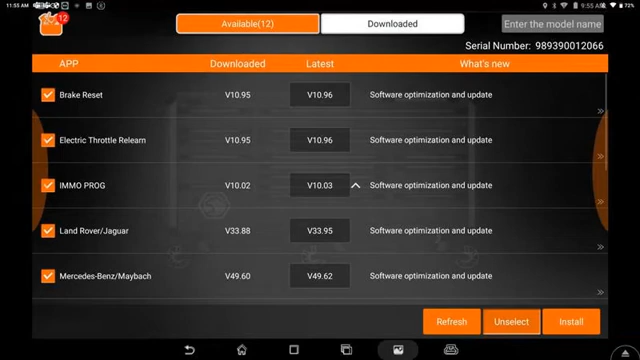 11:55 AM
9:55 AM 72%
12
Available(12) Downloaded Enter the model name
Serial Number: 989390012066
APP Downloaded Latest What's new
Brake Reset V10.95 V10.96 Software optimization and update
Electric Throttle Relearn V10.95 V10.96 Software optimization and update
IMMO PROG V10.02 V10.03 Software optimization and update
Land Rover/Jaguar V33.88 V33.95 Software optimization and update
Mercedes-Benz/Maybach V49.60 V49.62 Software optimization and update
Refresh Unselect Install